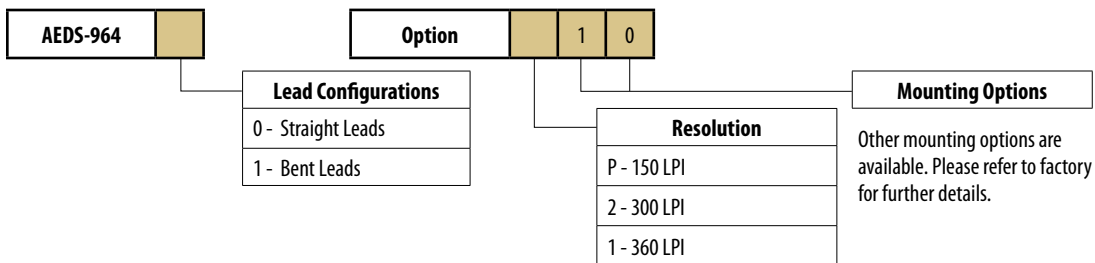 AEDS-964
Option 1 0
Lead Configurations
0 - Straight Leads
1 - Bent Leads
Resolution
P - 150 LPI
2 - 300 LPI
1 - 360 LPI
Mounting Options
Other mounting options are
available. Please refer to factory
for further details.